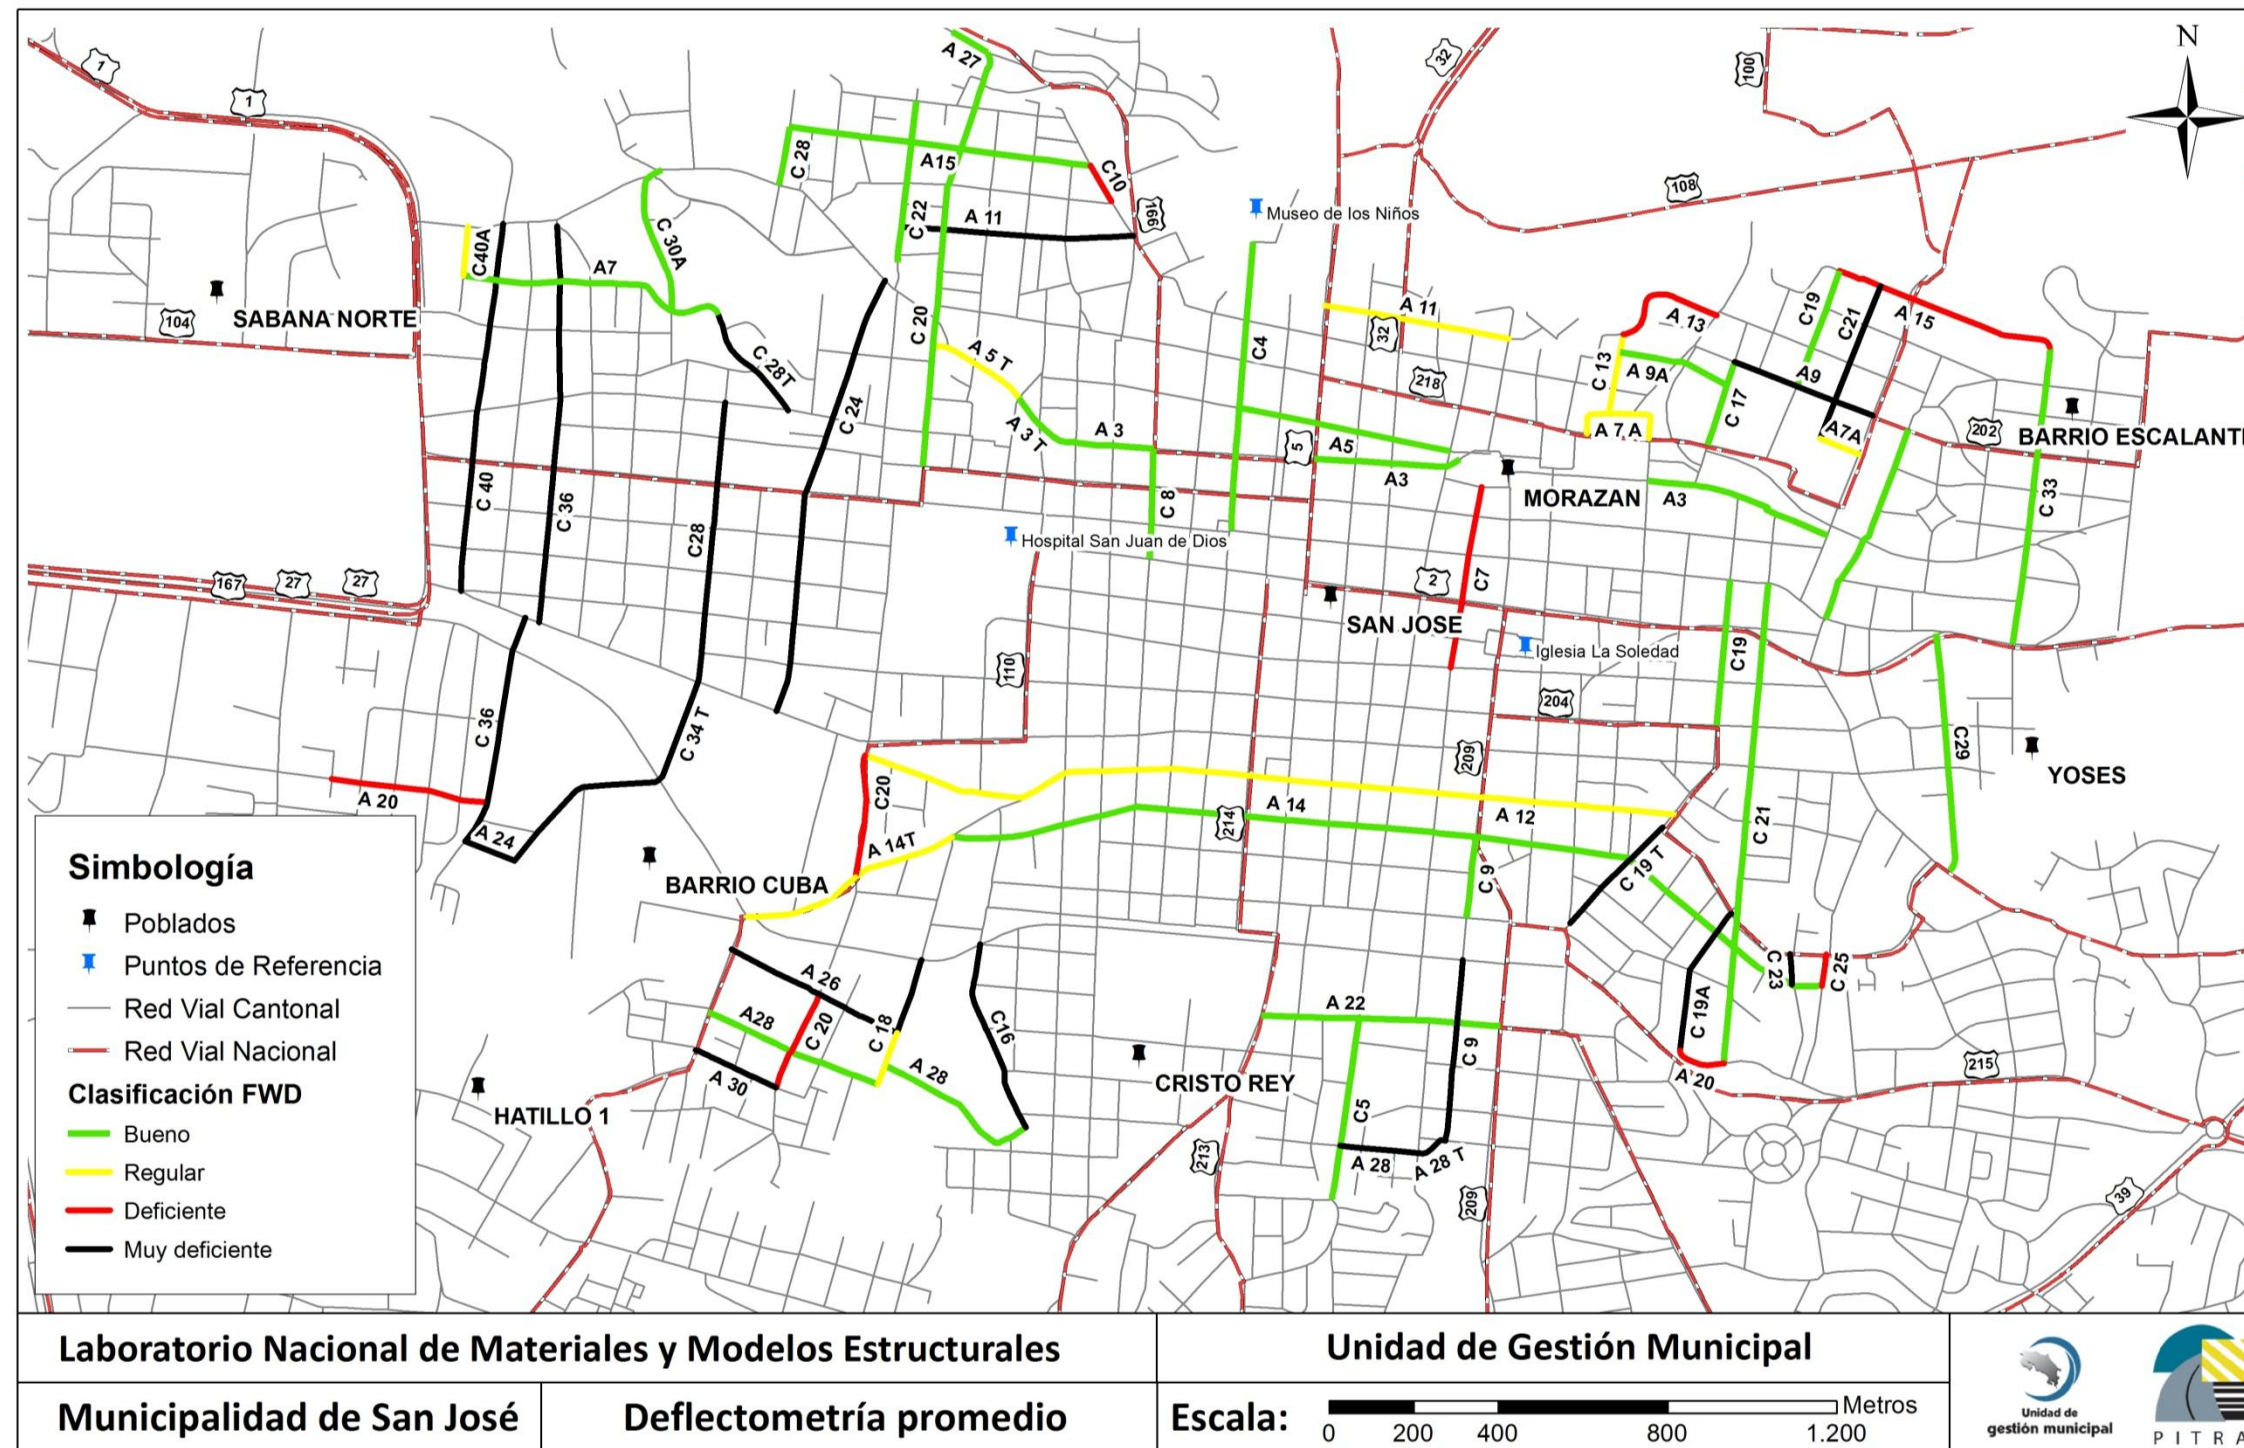 N
A 27
1
1
32
100
C 28
A15
C10
108
166
Museo de los Niños
C 22
A 11
C40A
C 30A
A7
SABANA NORTE
104
A 11
32
A 13
C19
C21
A 15
C 20
A 5 T
C4
C 28T
218
C 13
A 9A
A9
C 17
C 24
A 3 T
A 3
5
A5
A3
A 7 A
A7A
202
BARRIO ESCALANTE
MORAZAN
A3
C 33
C 40
C 36
C28
C 8
Hospital San Juan de Dios
167
27
27
2
C7
SAN JOSE
Iglesia La Soledad
C19
110
204
C 36
C 34 T
209
C29
YOSES
A 20
C20
A 14
214
A 12
C 21
A 24
A 14T
BARRIO CUBA
C 9
C 19 T
Simbología
Poblados
Puntos de Referencia
Red Vial Cantonal
Red Vial Nacional
Clasificación FWD
Bueno
Regular
Deficiente
Muy deficiente
A 26
A28
C 20
C 18
C16
A 28
A 30
HATILLO 1
CRISTO REY
A 22
C 9
C5
A 28
A 28 T
213
209
C 23
C 25
C 19A
A 20
215
39
Laboratorio Nacional de Materiales y Modelos Estructurales
Unidad de Gestión Municipal
Municipalidad de San José
Deflectometría promedio
Escala:
Metros
0 200 400 800 1.200
Unidad de
gestión municipal
P I T R A